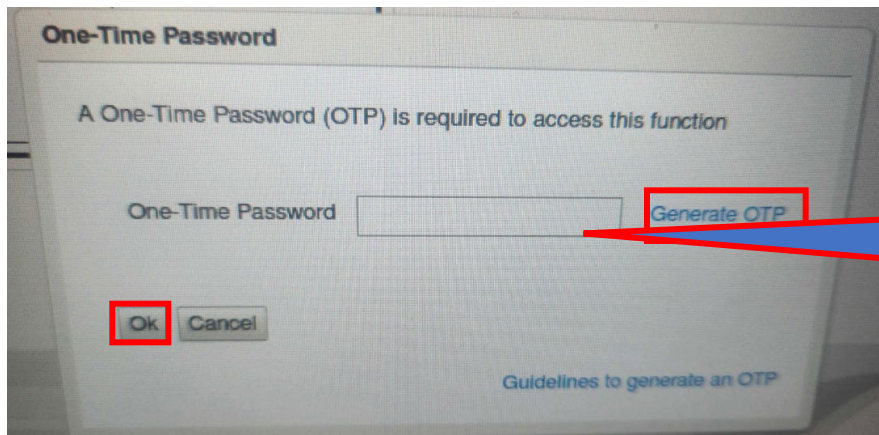 One-Time Password
A One-Time Password (OTP) is required to access this function
One-Time Password Generate OTP
Ok Cancel
Guidelines to generate an OTP